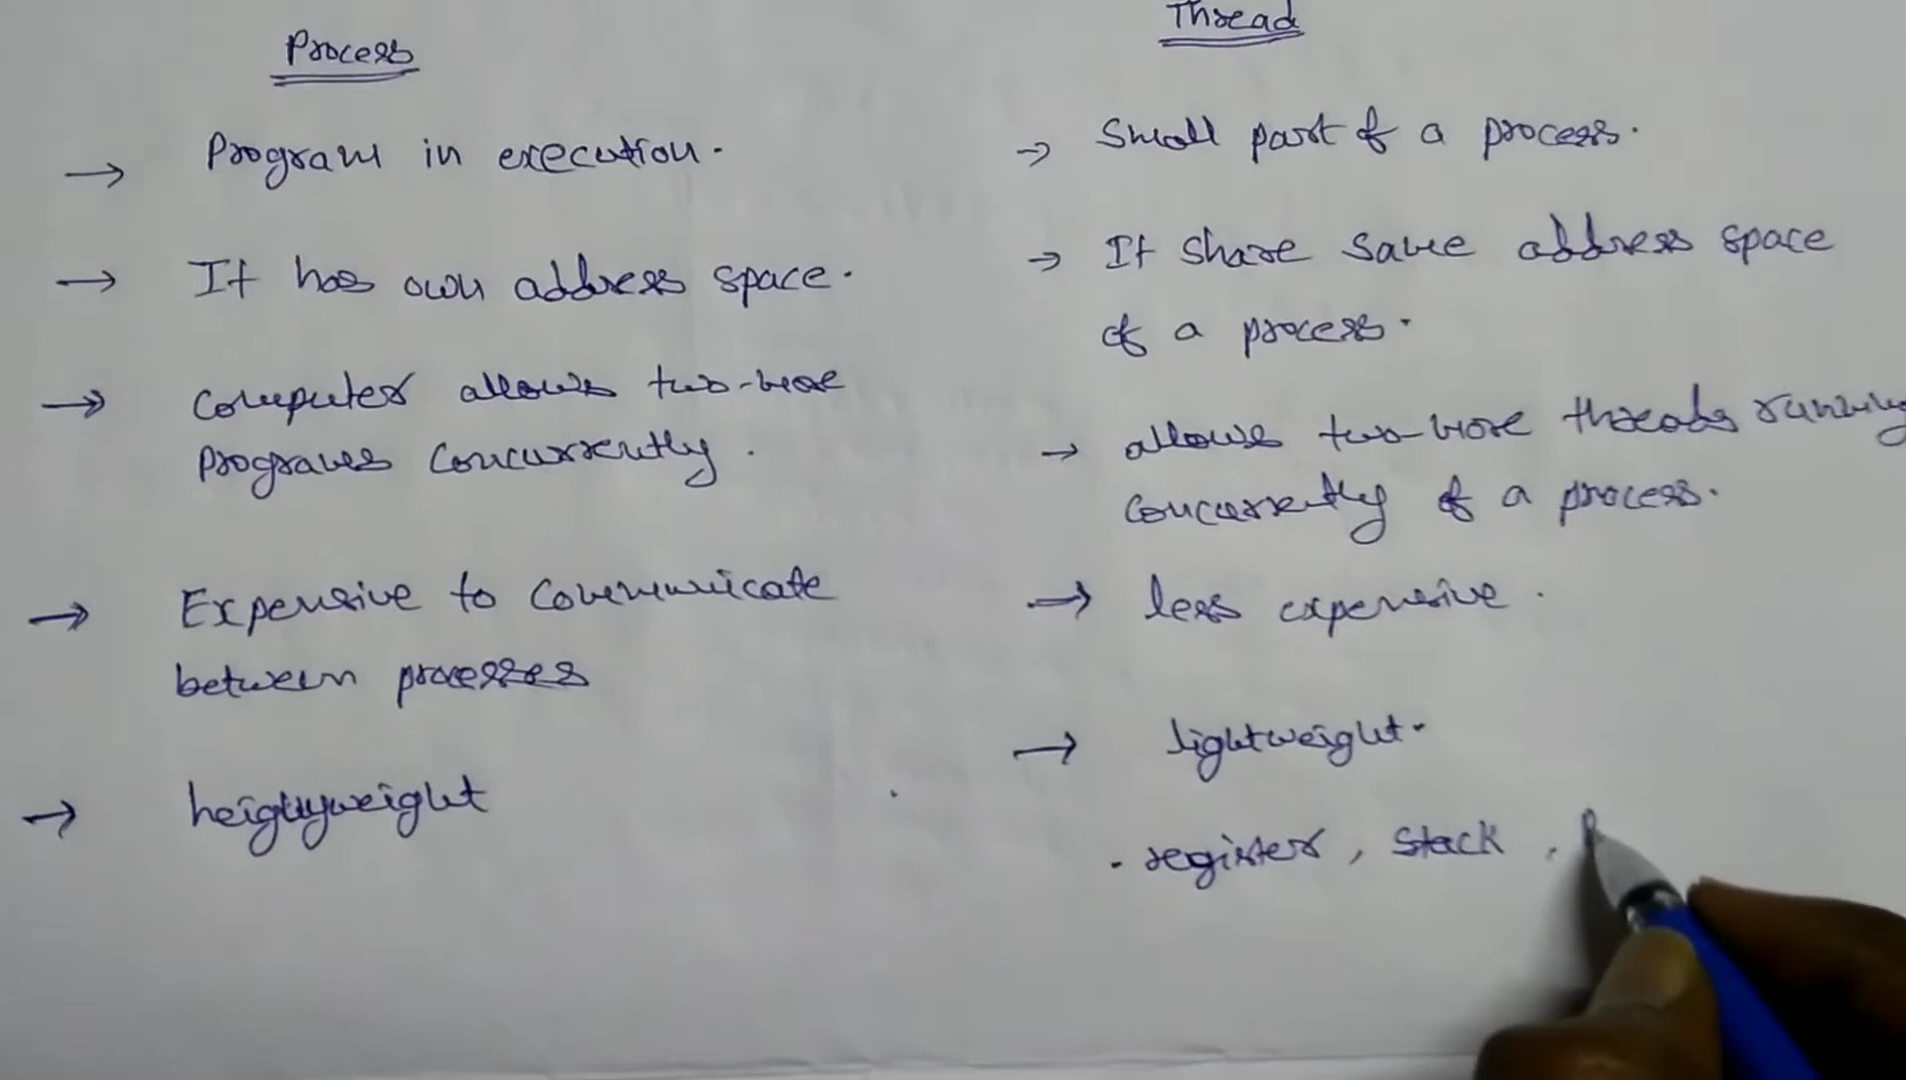 Process
Program in execution.
It has own address space.
Computer allows two-more
programs concurrently.
Expensive to communicate
between processes
heighyweight
Thread
Small part of a process.
It share same address space
of a process.
allows two-more threads running
concurrently of a process.
less expensive.
lightweight.
. register, stack,